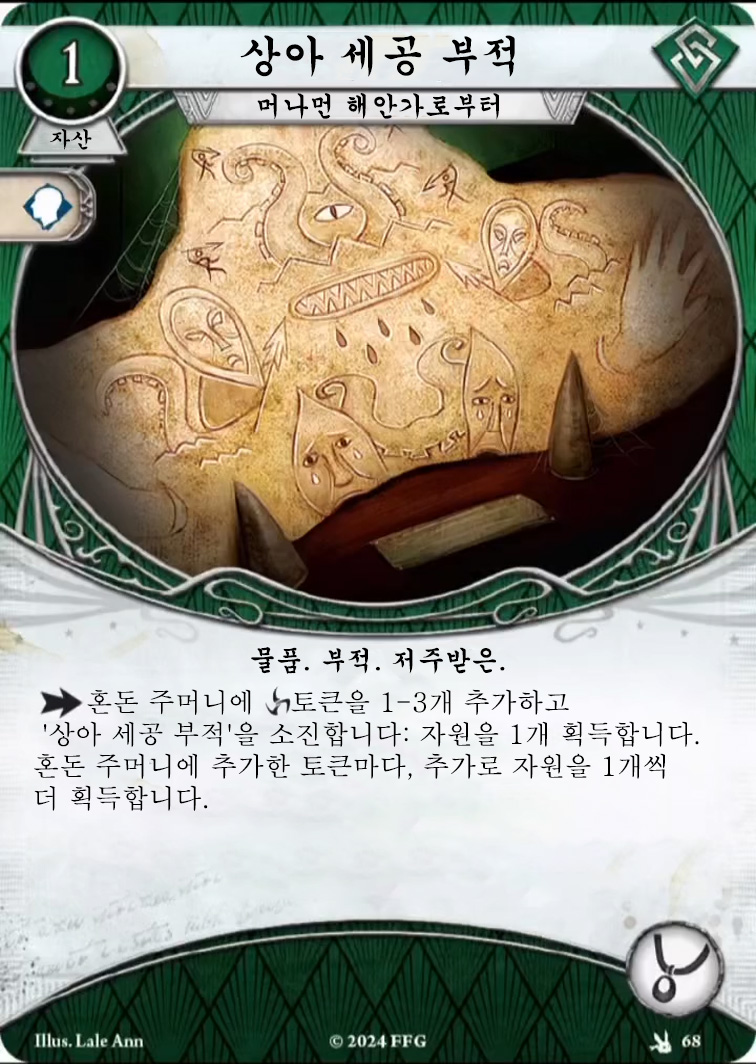 1
상아 세공 부적
머나먼 해안가로부터
자산
물품. 부적. 저주받은.
혼돈 주머니에 토큰을 1-3개 추가하고
'상아 세공 부적'을 소진합니다: 자원을 1개 획득합니다.
혼돈 주머니에 추가한 토큰마다, 추가로 자원을 1개씩
더 획득합니다.
Illus. Lale Ann
© 2024 FFG
68